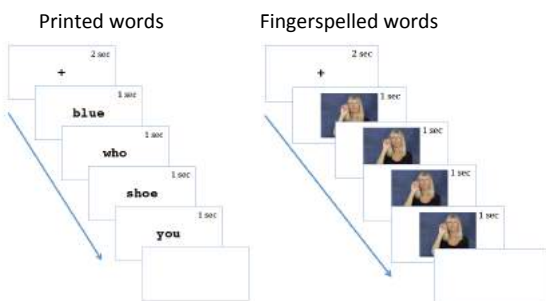 Printed words
Fingerspelled words
2 sec
+
1 sec
blue
1 sec
who
1 sec
shoe
1 sec
you
2 sec
+
1 sec
1 sec
1 sec
1 sec